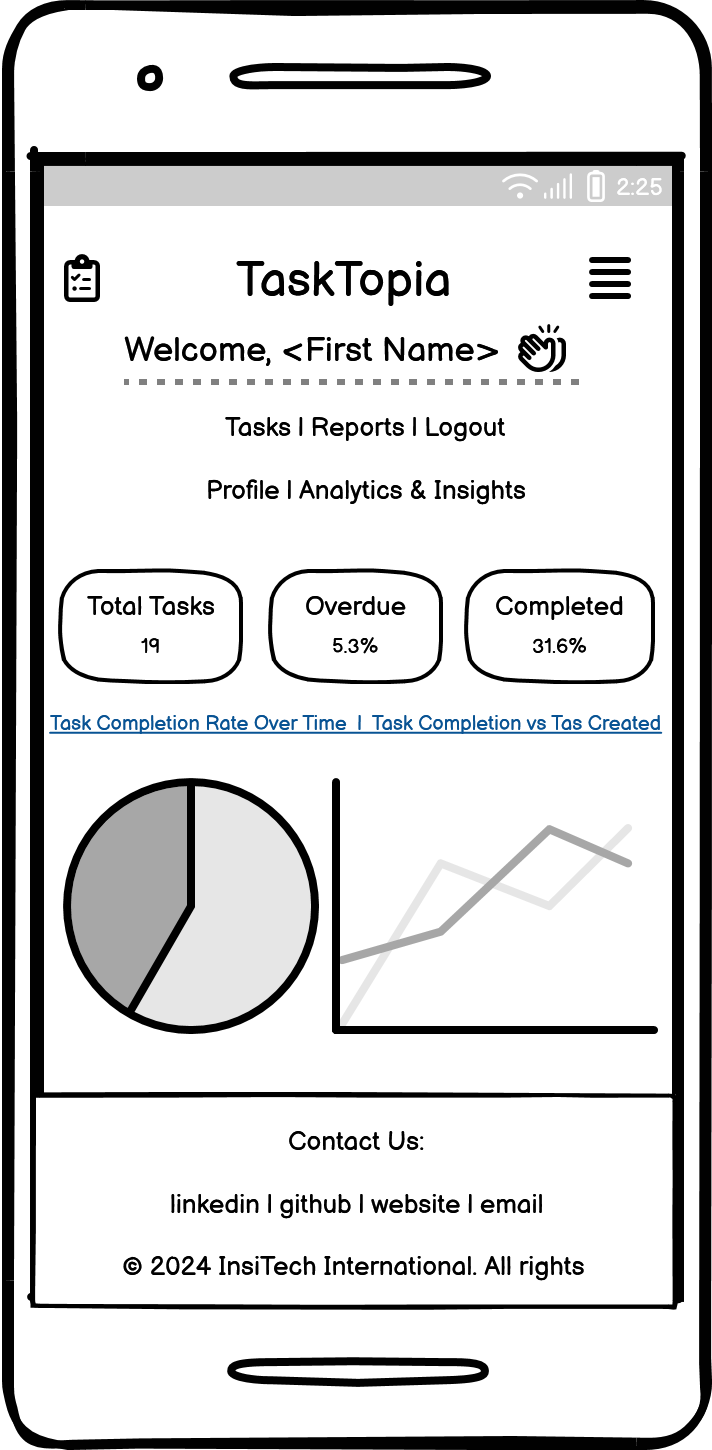 2:25
TaskTopia
Welcome, <First Name>
Tasks | Reports | Logout
Profile | Analytics & Insights
Total Tasks Overdue Completed
19 5.3% 31.6%
Task Completion Rate Over Time | Task Completion vs Tas Created
Contact Us:
linkedin | github | website | email
© 2024 InsiTech International. All rights